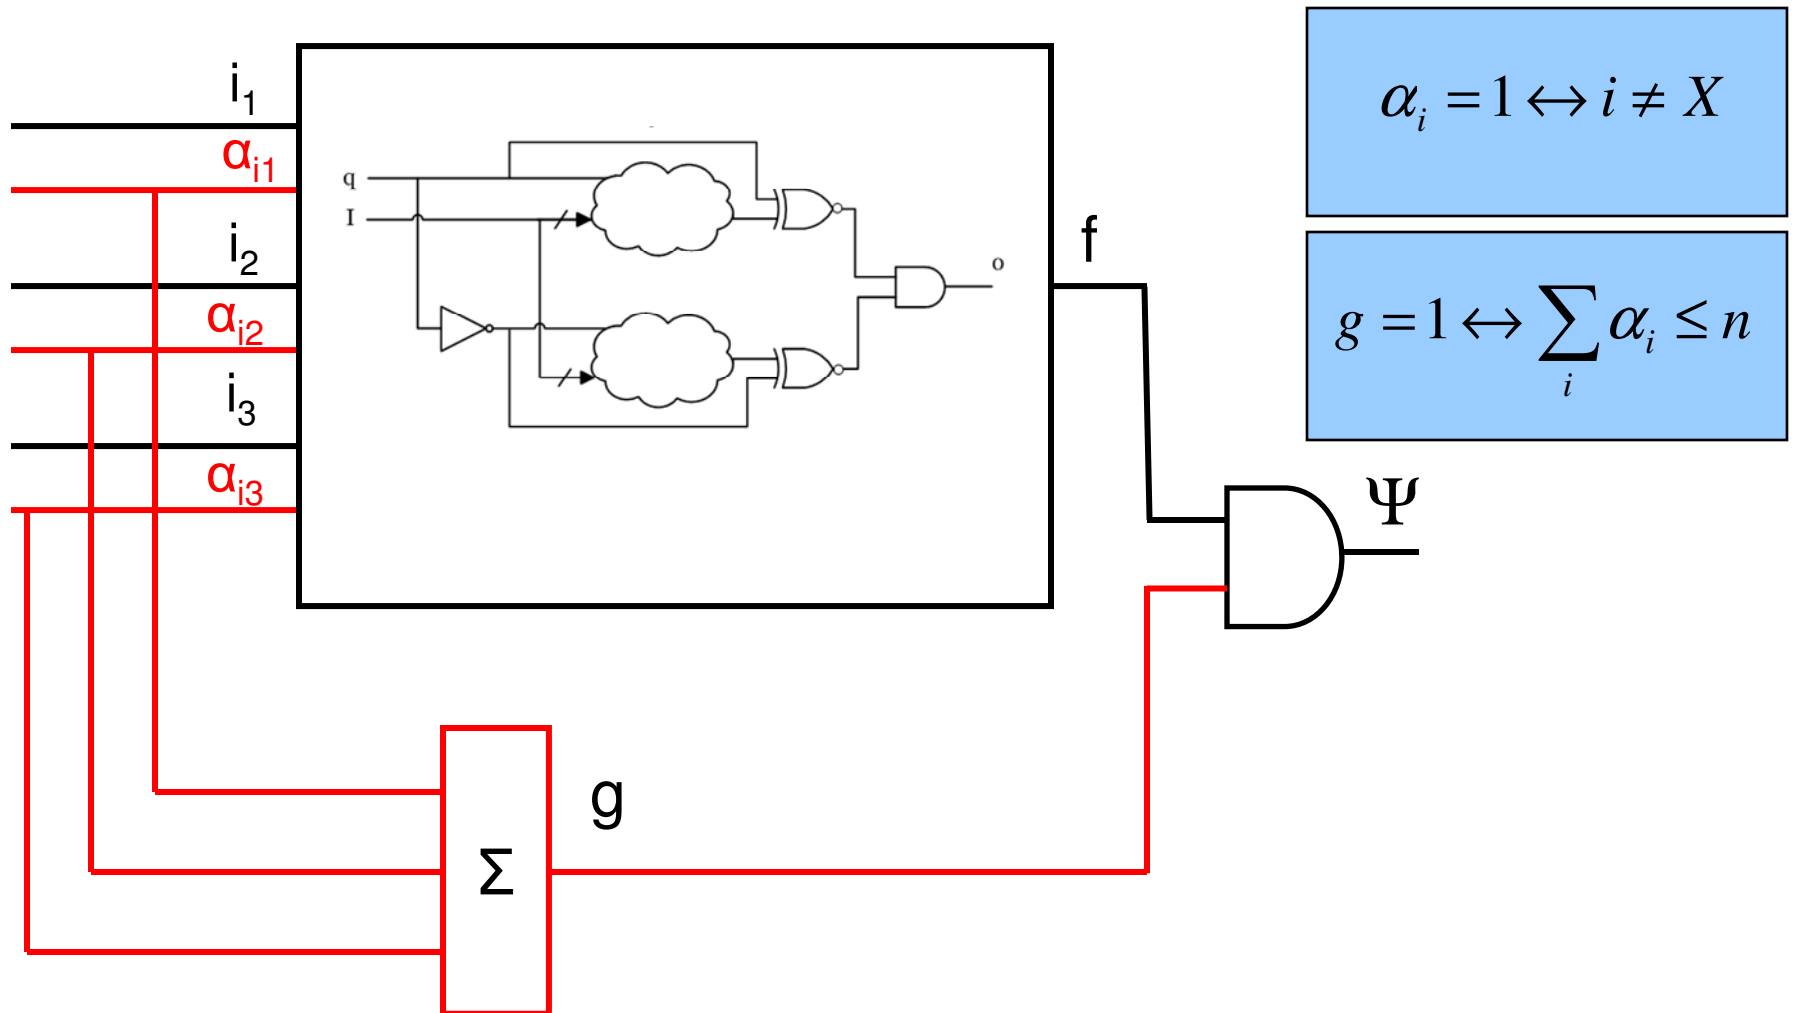 i1
αi1
i2
αi2
i3
αi3
q
I
o
f
αi = 1 ↔ i ≠ X
g = 1 ↔ ∑i αi ≤ n
Ψ
g
Σ